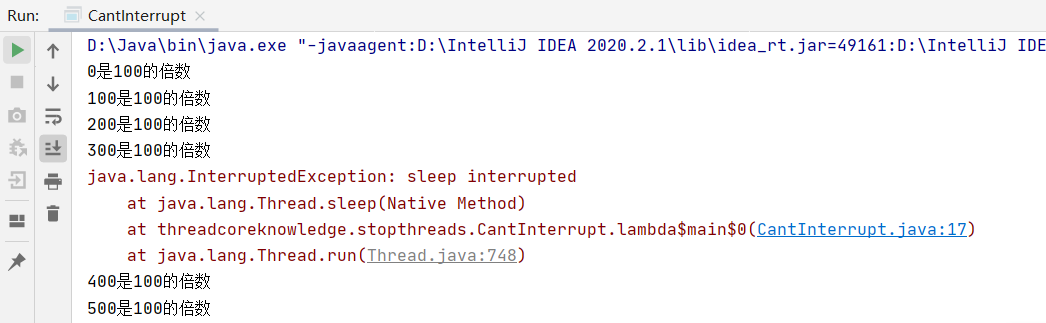 Run: CantInterrupt
D:\Java\bin\java.exe "-javaagent:D:\IntelliJ IDEA 2020.2.1\lib\idea_rt.jar=49161:D:\IntelliJ IDE
0是100的倍数
100是100的倍数
200是100的倍数
300是100的倍数
java.lang.InterruptedException: sleep interrupted
at java.lang.Thread.sleep(Native Method)
at threadcoreknowledge.stopthreads.CantInterrupt.lambda$main$0(CantInterrupt.java:17)
at java.lang.Thread.run(Thread.java:748)
400是100的倍数
500是100的倍数